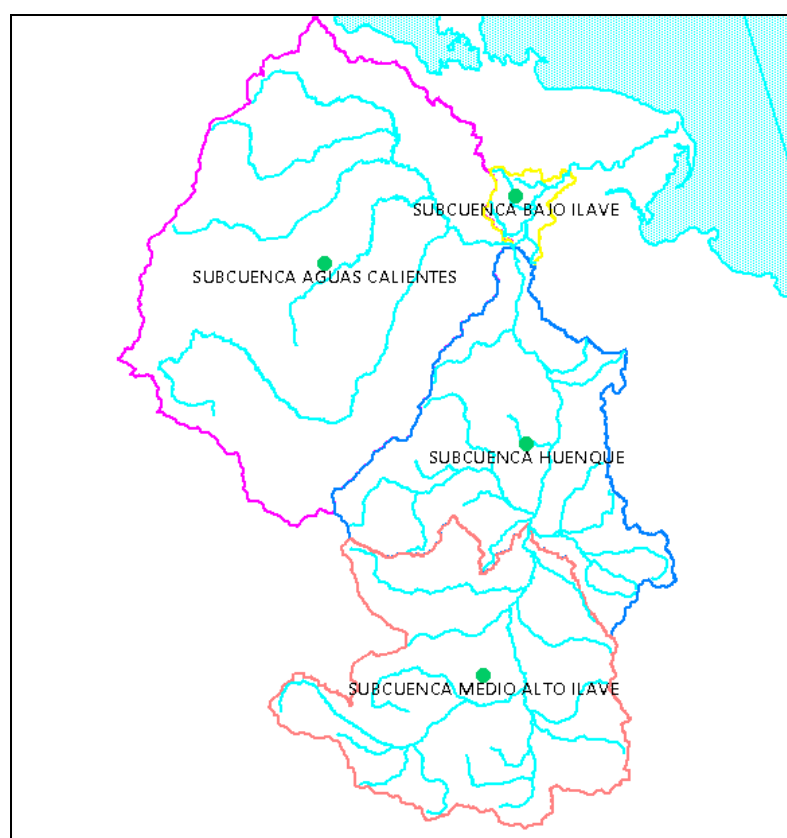 SUBCUENCA BAJO ILAVE
SUBCUENCA AGUAS CALIENTES
SUBCUENCA HUENQUE
SUBCUENCA MEDIO ALTO ILAVE